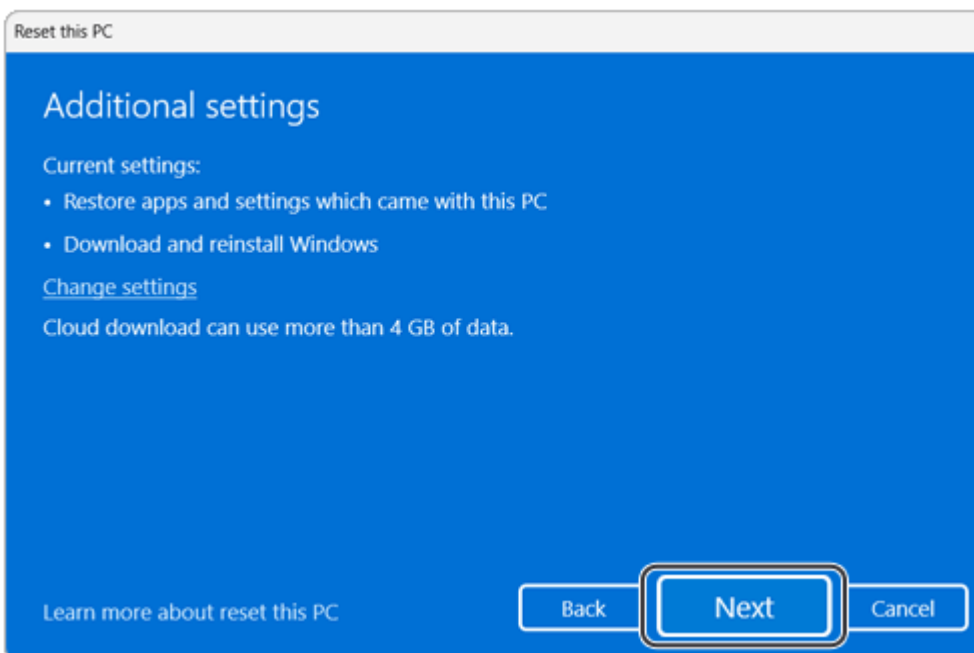 Reset this PC
Additional settings
Current settings:
• Restore apps and settings which came with this PC
• Download and reinstall Windows
Change settings
Cloud download can use more than 4 GB of data.
Learn more about reset this PC
Back
Next
Cancel